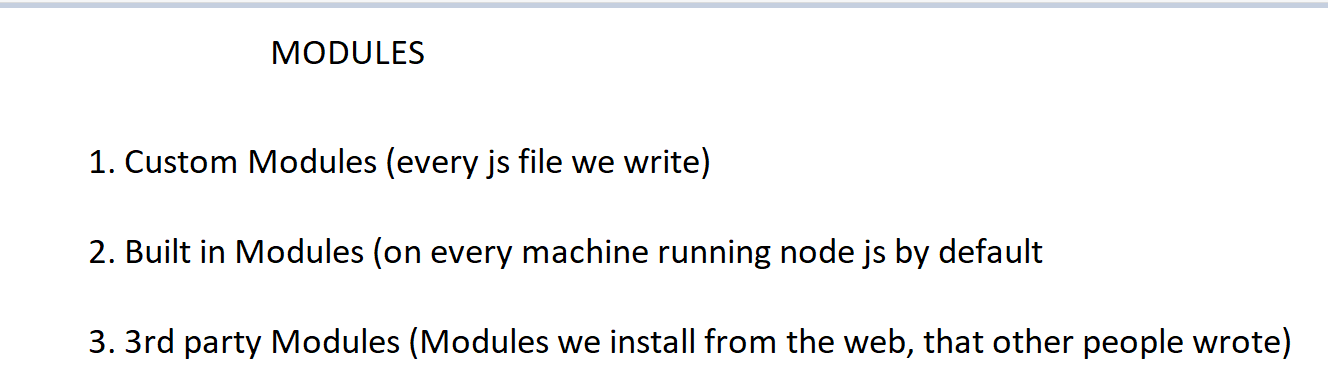 MODULES
1. Custom Modules (every js file we write)
2. Built in Modules (on every machine running node js by default
3. 3rd party Modules (Modules we install from the web, that other people wrote)